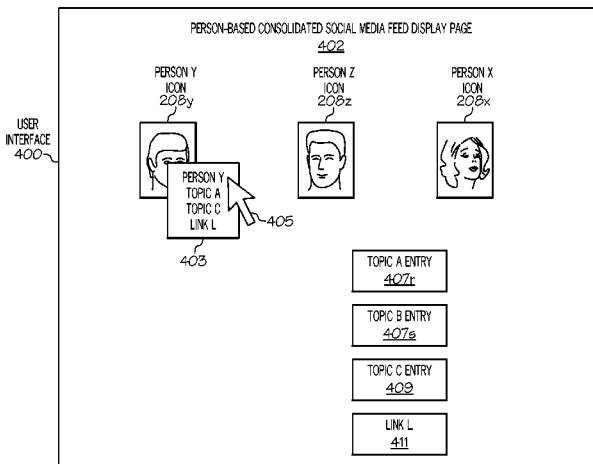 PERSON-BASED CONSOLIDATED SOCIAL MEDIA FEED DISPLAY PAGE
402
PERSON Y
ICON
208y
PERSON Z
ICON
208z
PERSON X
ICON
208x
USER
INTERFACE
400
PERSON Y
TOPIC A
TOPIC C
LINK L
405
403
TOPIC A ENTRY
407r
TOPIC B ENTRY
407s
TOPIC C ENTRY
409
LINK L
411